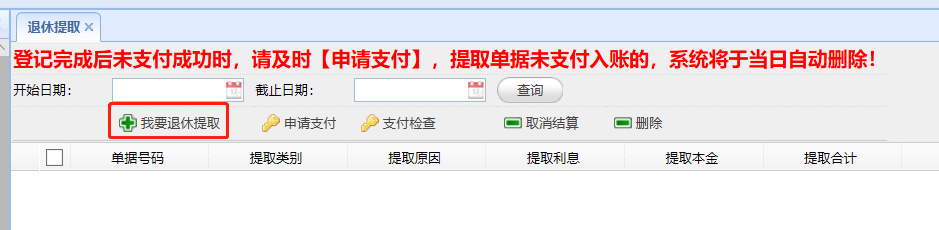 退休提取
登记完成后未支付成功时，请及时【申请支付】，提取单据未支付入账的，系统将于当日自动删除！
开始日期： 截止日期： 查询
我要退休提取 申请支付 支付检查 取消结算 删除
单据号码 提取类别 提取原因 提取利息 提取本金 提取合计